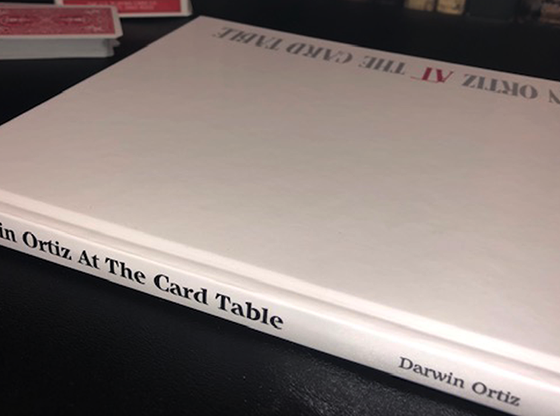 ORTIZ AT THE CARD TABLE
in Ortiz At The Card Table
Darwin Ortiz